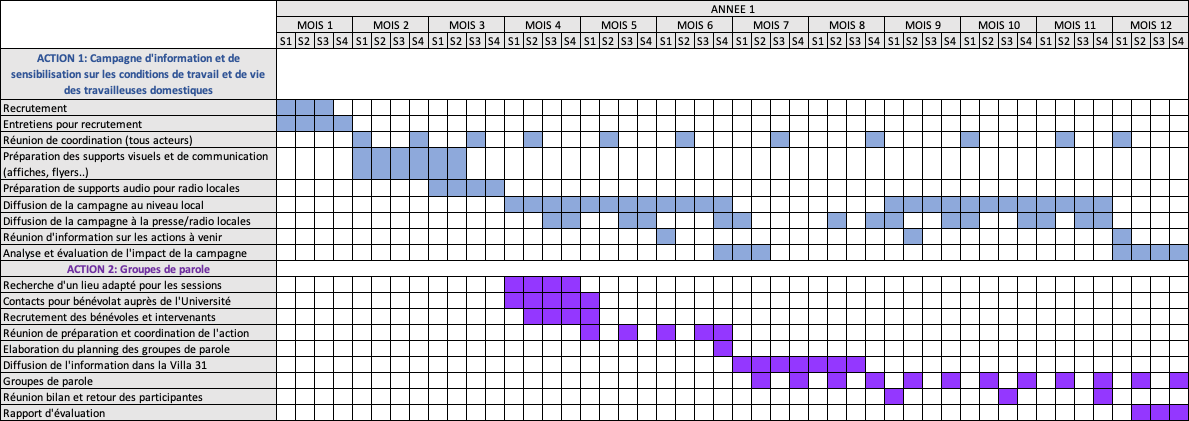 ANNEE 1
MOIS 1 MOIS 2 MOIS 3 MOIS 4 MOIS 5 MOIS 6 MOIS 7 MOIS 8 MOIS 9 MOIS 10 MOIS 11 MOIS 12
S1 S2 S3 S4 S1 S2 S3 S4 S1 S2 S3 S4 S1 S2 S3 S4 S1 S2 S3 S4 S1 S2 S3 S4 S1 S2 S3 S4 S1 S2 S3 S4 S1 S2 S3 S4 S1 S2 S3 S4 S1 S2 S3 S4 S1 S2 S3 S4
ACTION 1: Campagne d'information et de
sensibilisation sur les conditions de travail et de vie
des travailleuses domestiques
Recrutement
Entretiens pour recrutement
Réunion de coordination (tous acteurs)
Préparation des supports visuels et de communication
(affiches, flyers..)
Préparation de supports audio pour radio locales
Diffusion de la campagne au niveau local
Diffusion de la campagne à la presse/radio locales
Réunion d'information sur les actions à venir
Analyse et évaluation de l'impact de la campagne
ACTION 2: Groupes de parole
Recherche d'un lieu adapté pour les sessions
Contacts pour bénévolat auprès de l'Université
Recrutement des bénévoles et intervenants
Réunion de préparation et coordination de l'action
Elaboration du planning des groupes de parole
Diffusion de l'information dans la Villa 31
Groupes de parole
Réunion bilan et retour des participantes
Rapport d'évaluation